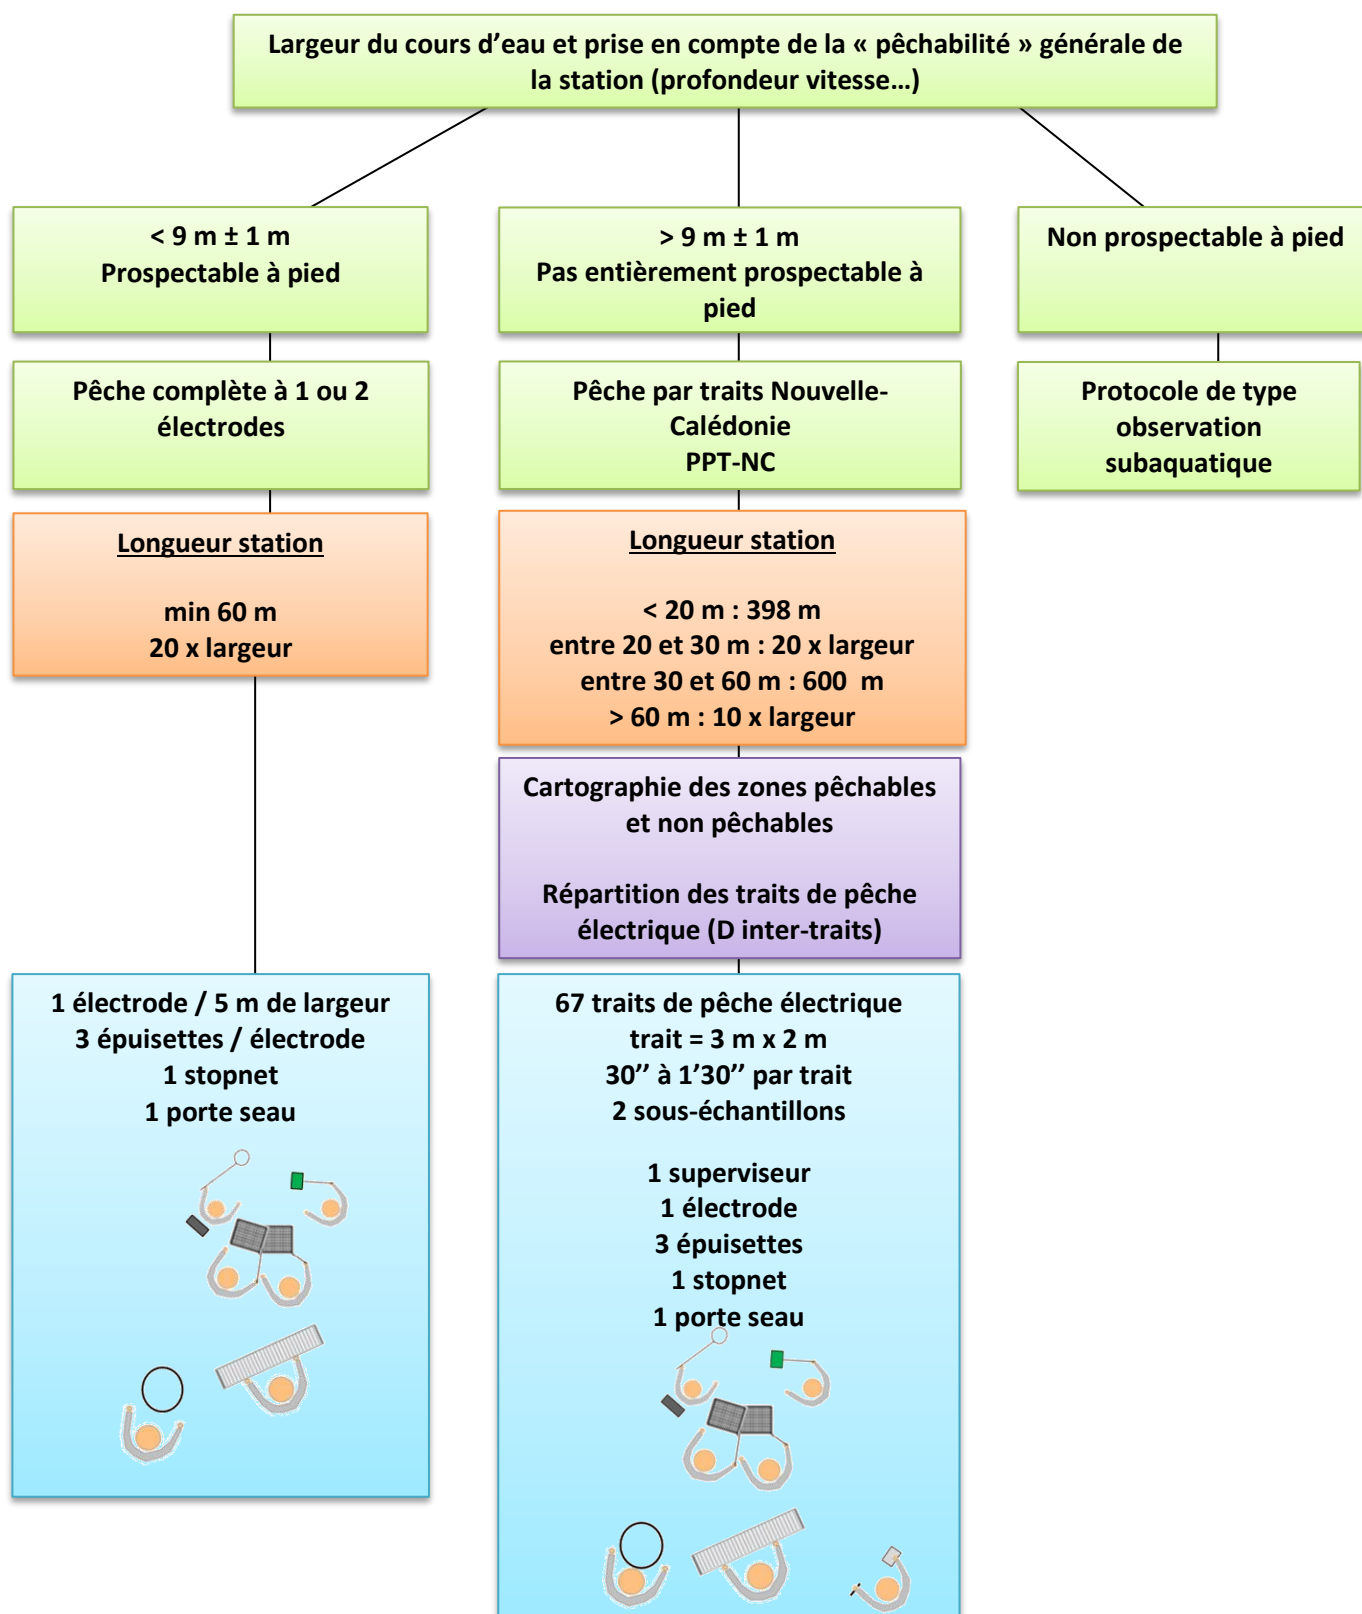 Largeur du cours d’eau et prise en compte de la « pêchabilité » générale de
la station (profondeur vitesse…)
< 9 m ± 1 m
Prospectable à pied
> 9 m ± 1 m
Pas entièrement prospectable à
pied
Non prospectable à pied
Pêche complète à 1 ou 2
électrodes
Pêche par traits Nouvelle-
Calédonie
PPT-NC
Protocole de type
observation
subaquatique
Longueur station
min 60 m
20 x largeur
Longueur station
< 20 m : 398 m
entre 20 et 30 m : 20 x largeur
entre 30 et 60 m : 600 m
> 60 m : 10 x largeur
Cartographie des zones pêchables
et non pêchables
Répartition des traits de pêche
électrique (D inter-traits)
1 électrode / 5 m de largeur
3 épuisettes / électrode
1 stopnet
1 porte seau
67 traits de pêche électrique
trait = 3 m x 2 m
30’’ à 1’30’’ par trait
2 sous-échantillons
1 superviseur
1 électrode
3 épuisettes
1 stopnet
1 porte seau